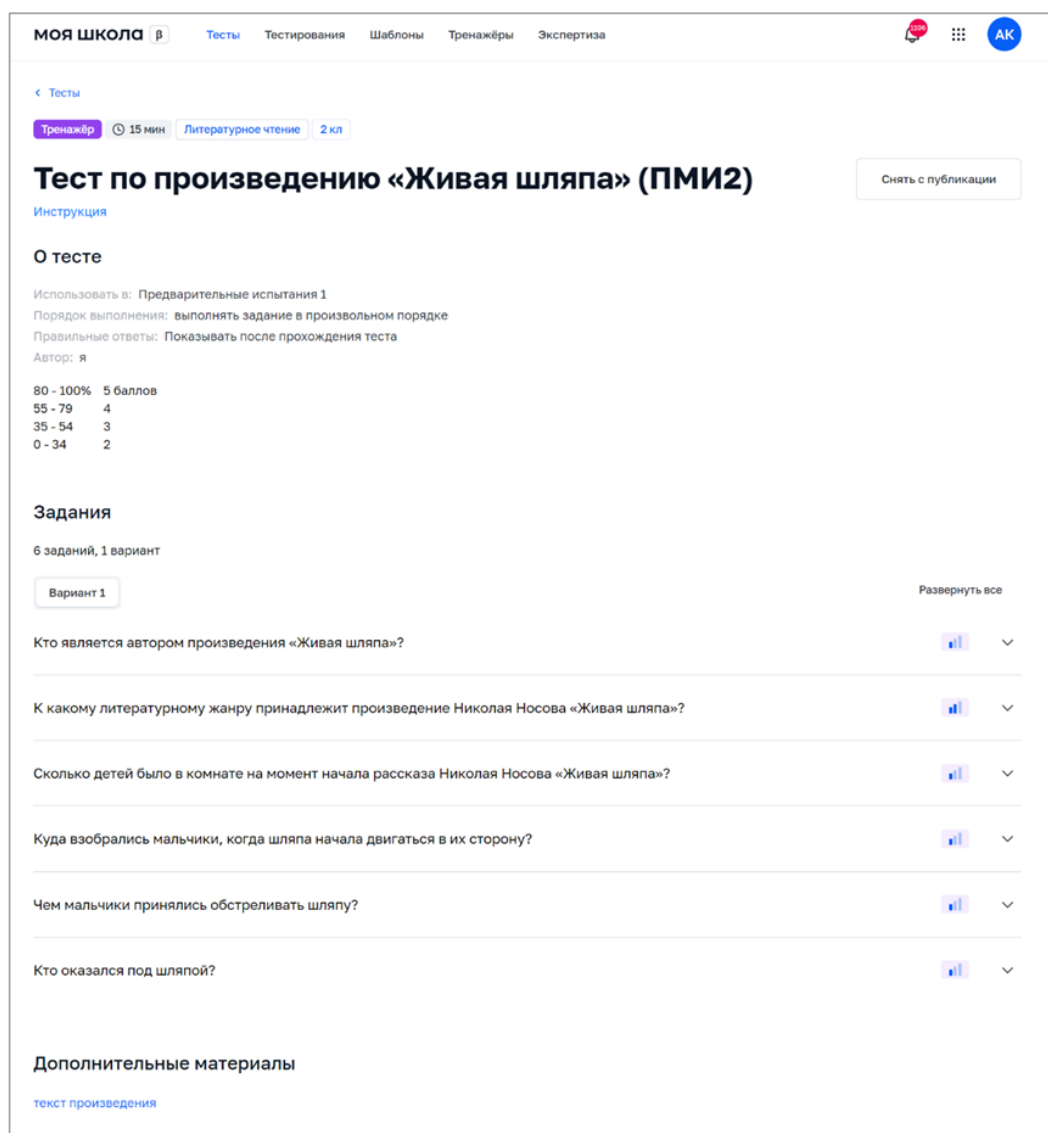 моя школа β Тесты Тестирования Шаблоны Тренажёры Экспертиза 1106 АК
Тесты
Тренажёр 15 мин Литературное чтение 2 кл
Тест по произведению «Живая шляпа» (ПМИ2) Снять с публикации
Инструкция
О тесте
Использовать в: Предварительные испытания 1
Порядок выполнения: выполнять задание в произвольном порядке
Правильные ответы: Показывать после прохождения теста
Автор: я
80 - 100% 5 баллов
55 - 79 4
35 - 54 3
0 - 34 2
Задания
6 заданий, 1 вариант
Вариант 1 Развернуть все
Кто является автором произведения «Живая шляпа»?
К какому литературному жанру принадлежит произведение Николая Носова «Живая шляпа»?
Сколько детей было в комнате на момент начала рассказа Николая Носова «Живая шляпа»?
Куда взобрались мальчики, когда шляпа начала двигаться в их сторону?
Чем мальчики принялись обстреливать шляпу?
Кто оказался под шляпой?
Дополнительные материалы
текст произведения